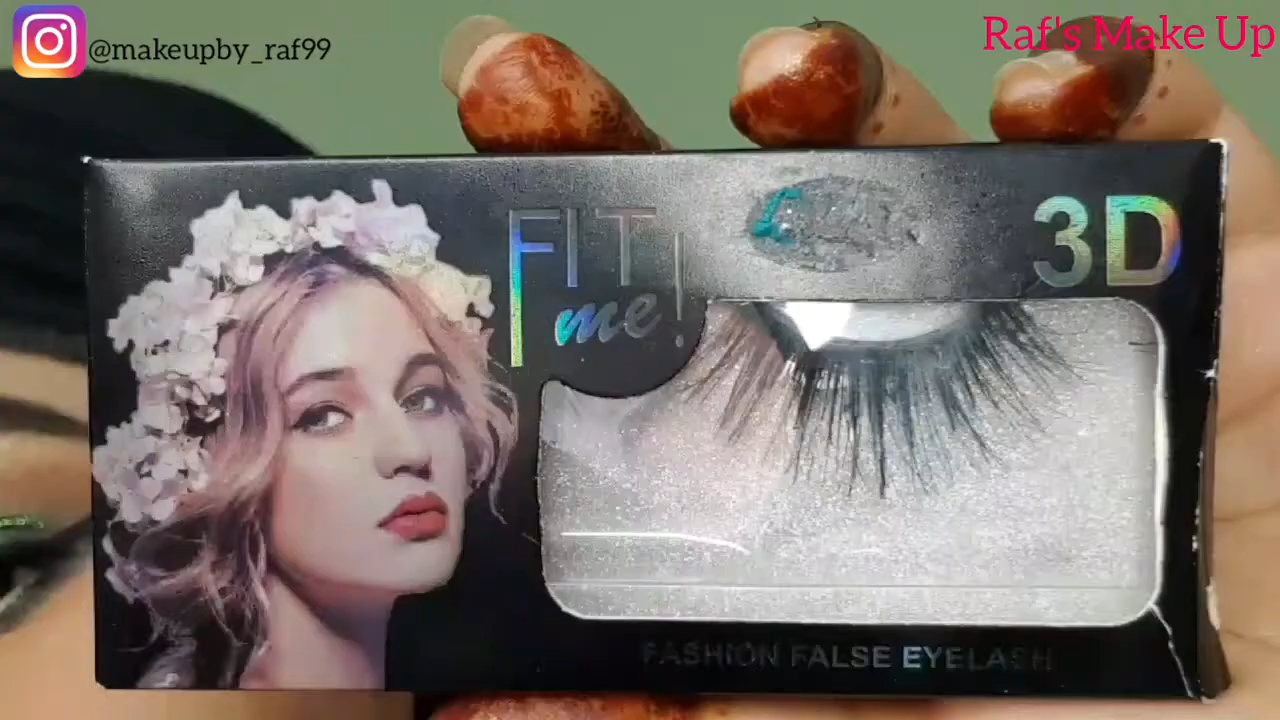 @makeupby_raf99
Raf's Make Up
FIT
me!
3D
FASHION FALSE EYELASH